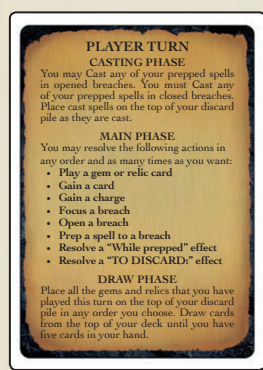 PLAYER TURN
CASTING PHASE
You may Cast any of your prepped spells
in opened breaches. You must Cast any
of your prepped spells in closed breaches.
Place cast spells on the top of your discard
pile as they are cast.
MAIN PHASE
You may resolve the following actions in
any order and as many times as you want:
• Play a gem or relic card
• Gain a card
• Gain a charge
• Focus a breach
• Open a breach
• Prep a spell to a breach
• Resolve a “While prepped” effect
• Resolve a “TO DISCARD:” effect
DRAW PHASE
Place all the gems and relics that you have
played this turn on the top of your discard
pile in any order you choose. Draw cards
from the top of your deck until you have
five cards in your hand.